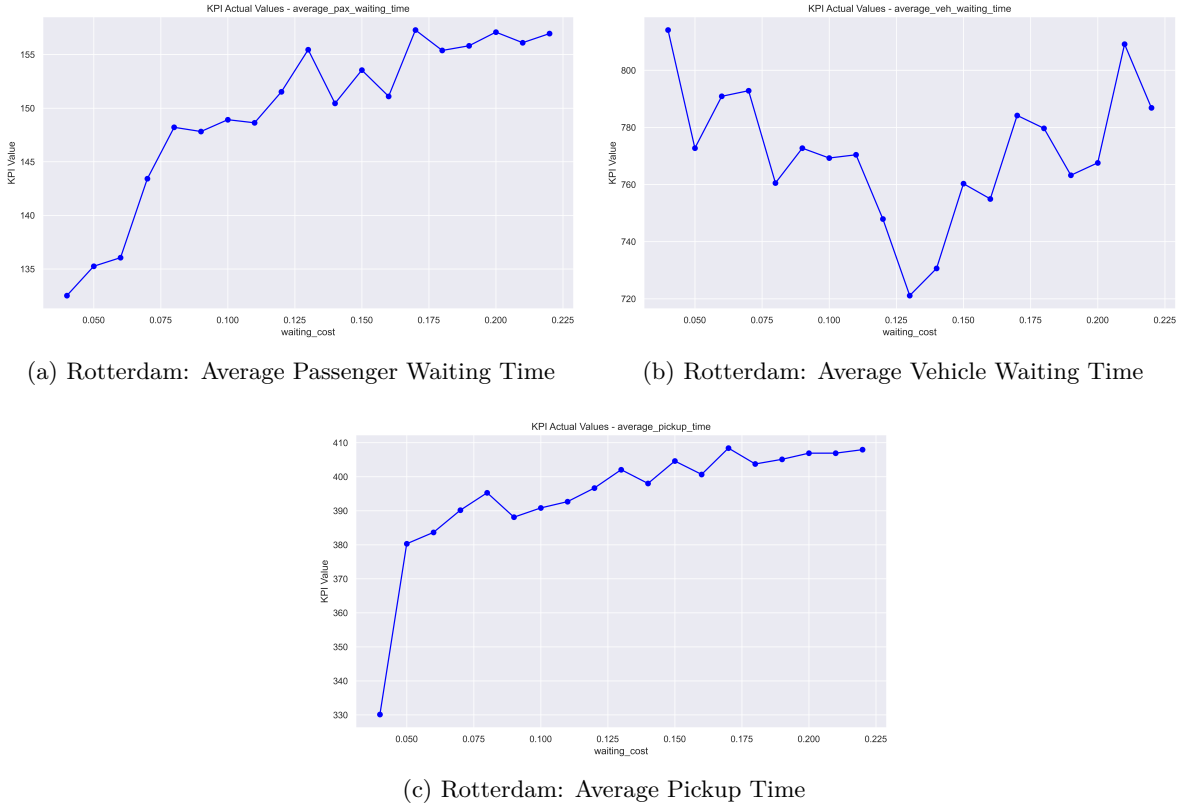 KPI Actual Values - average_pax_waiting_time
155
150
145
140
135
KPI Value
0.050 0.075 0.100 0.125 0.150 0.175 0.200 0.225
waiting_cost
(a) Rotterdam: Average Passenger Waiting Time
KPI Actual Values - average_veh_waiting_time
800
780
760
740
720
KPI Value
0.050 0.075 0.100 0.125 0.150 0.175 0.200 0.225
waiting_cost
(b) Rotterdam: Average Vehicle Waiting Time
KPI Actual Values - average_pickup_time
410
400
390
380
370
360
350
340
330
KPI Value
0.050 0.075 0.100 0.125 0.150 0.175 0.200 0.225
waiting_cost
(c) Rotterdam: Average Pickup Time